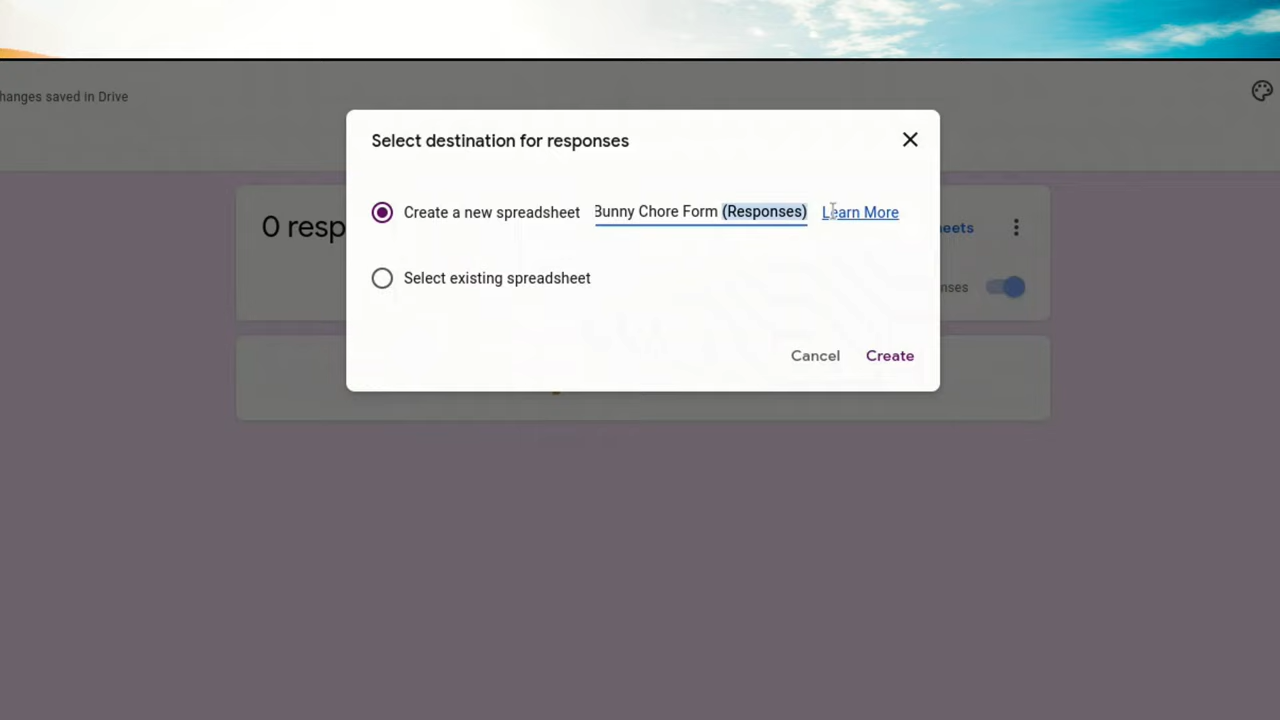 hanges saved in Drive
Select destination for responses
Create a new spreadsheet Bunny Chore Form (Responses) Learn More
0 resp
eets
Select existing spreadsheet
nses
Cancel Create